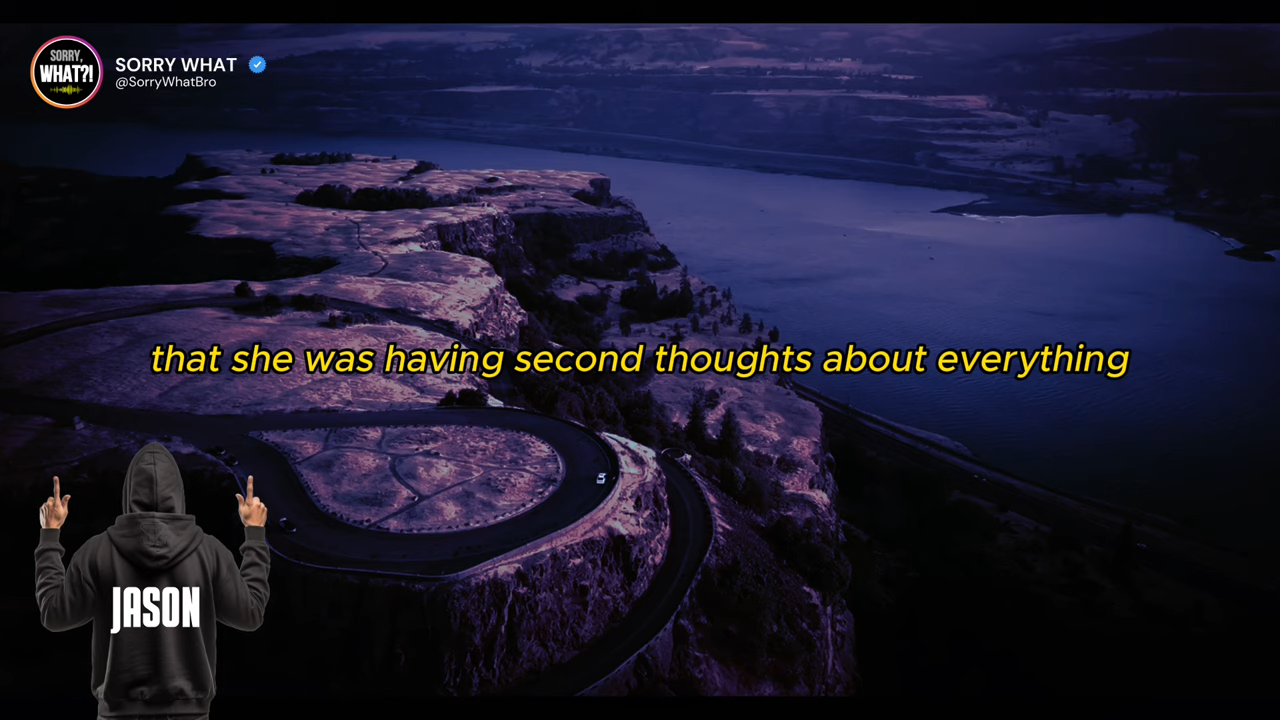 SORRY,
WHAT?!
SORRY WHAT
@SorryWhatBro
that she was having second thoughts about everything
JASON